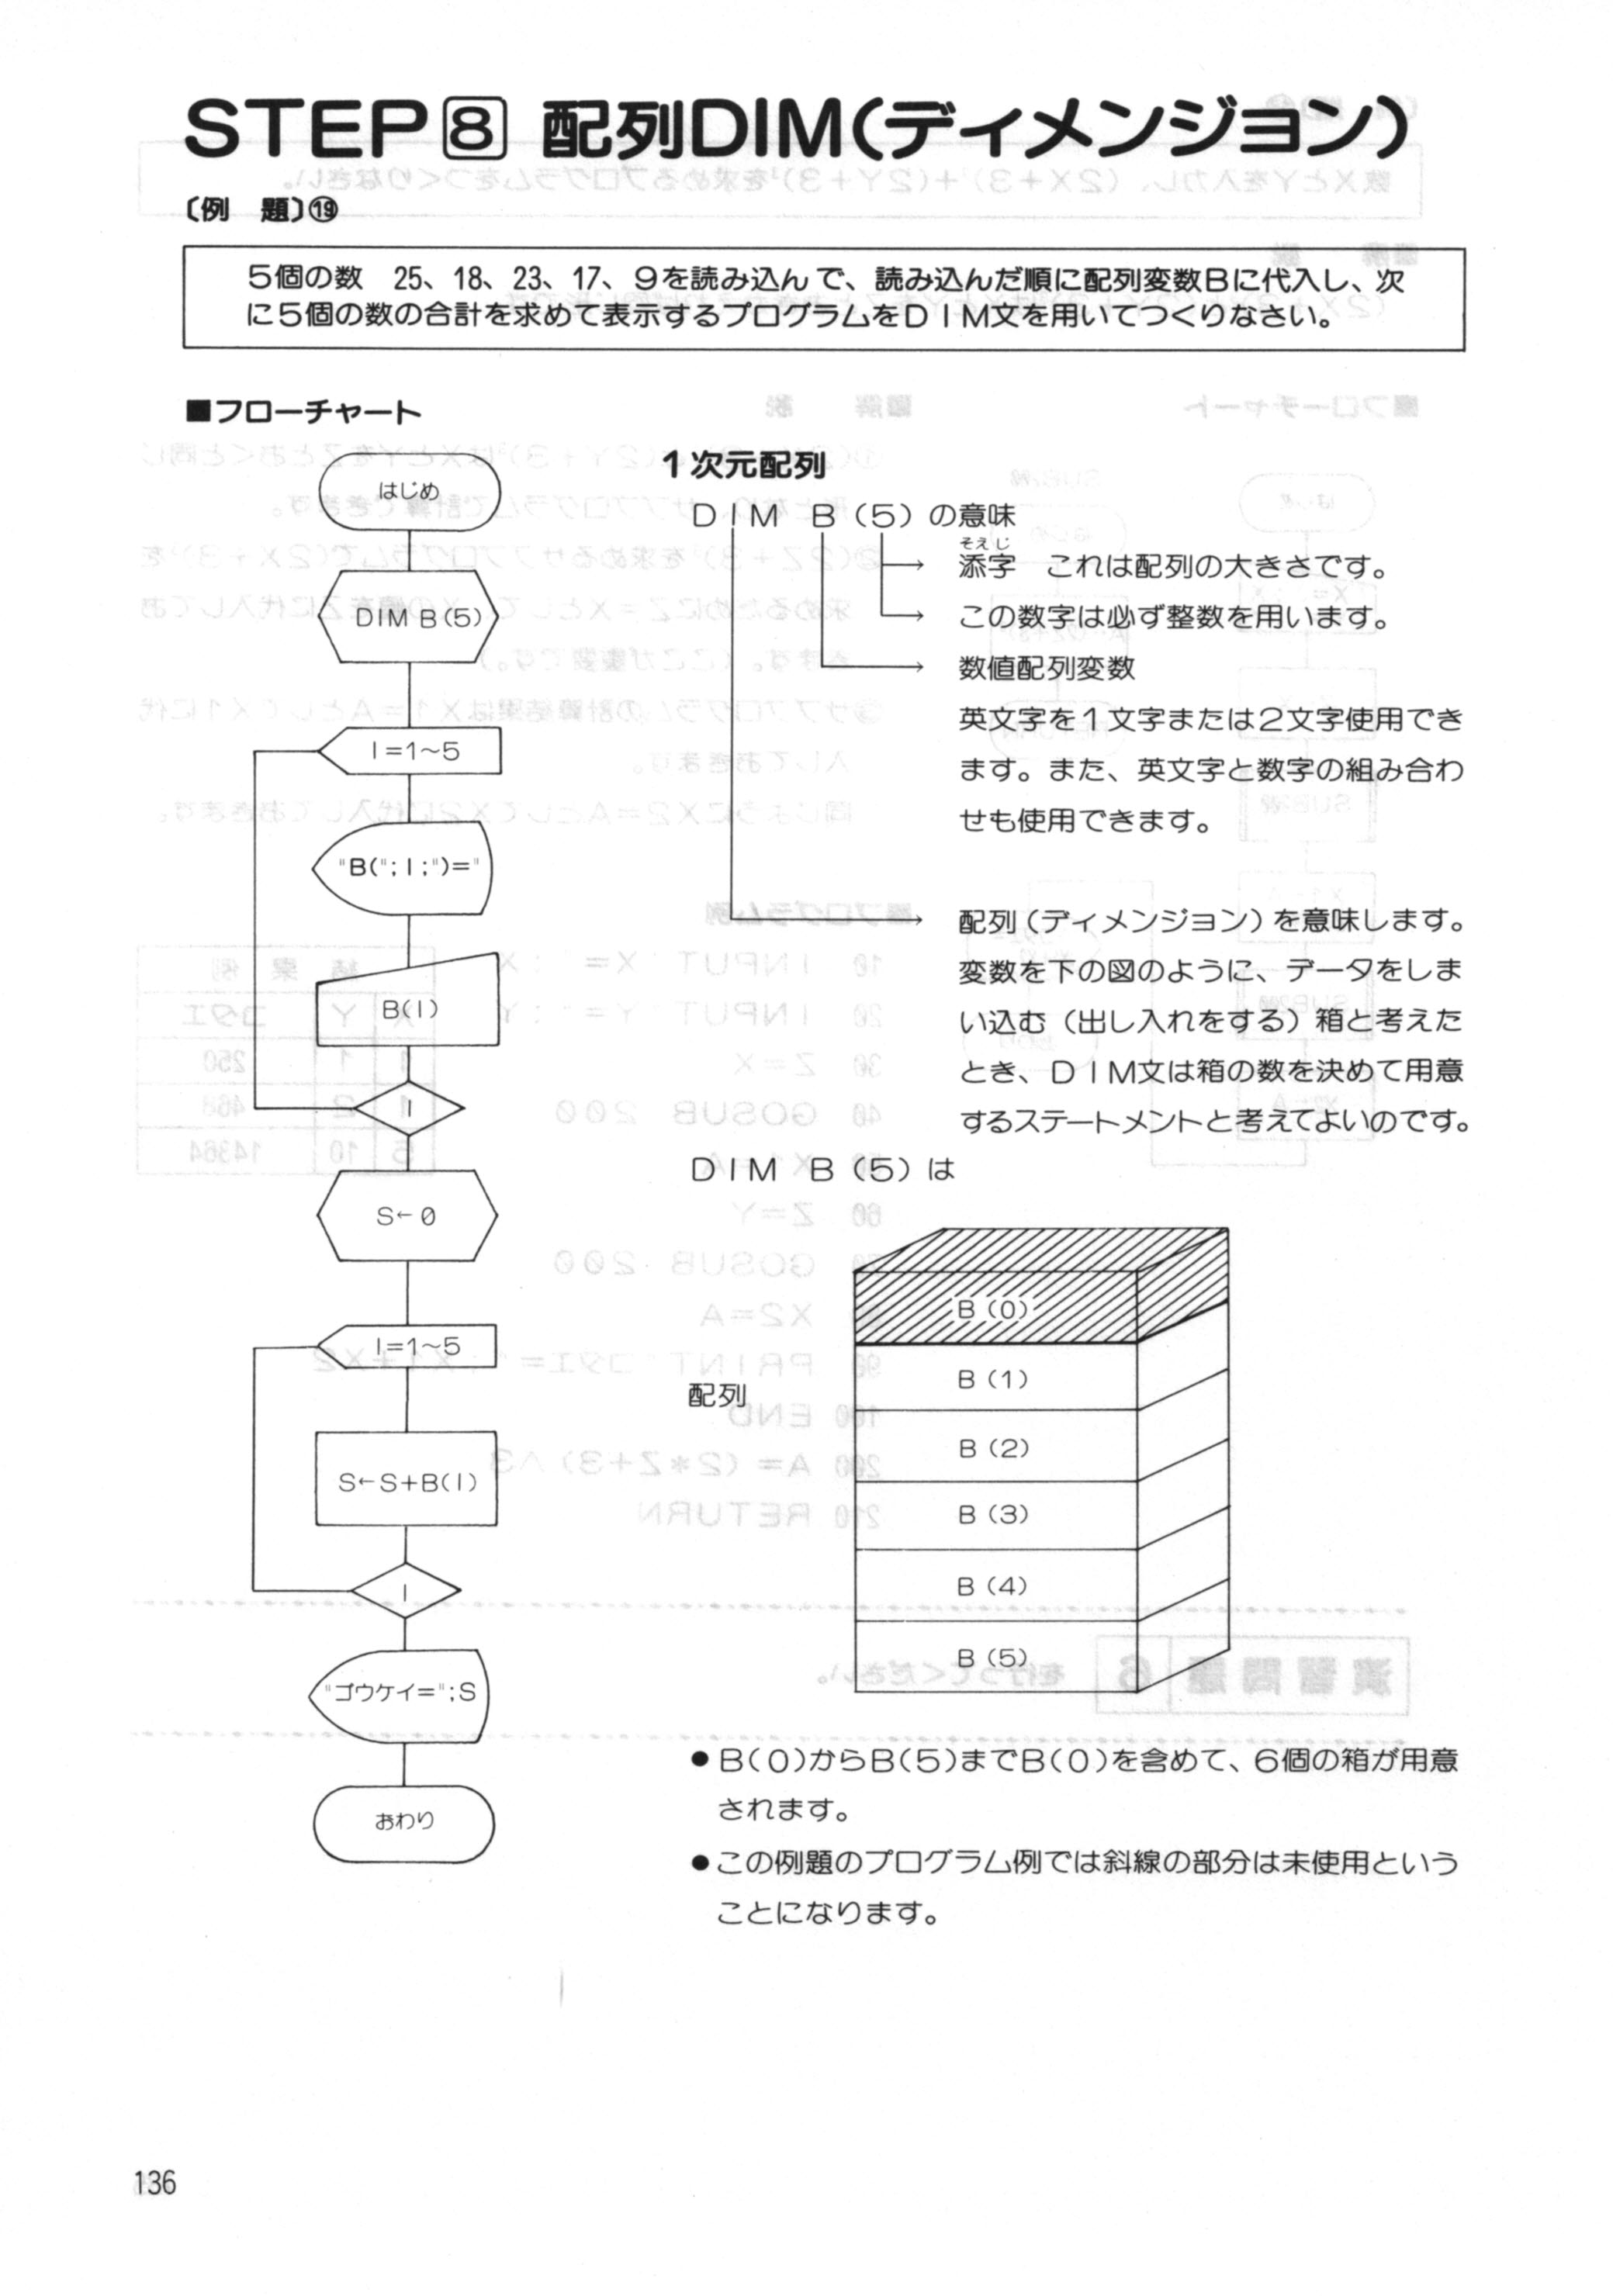 STEP 8 配列DIM(ディメンジョン)
〔例　題〕⑲
5個の数　25、18、23、17、9を読み込んで、読み込んだ順に配列変数Bに代入し、次
に5個の数の合計を求めて表示するプログラムをDIM文を用いてつくりなさい。
■フローチャート
はじめ
DIM B(5)
I=1~5
"B(";I;")="
B(I)
I
S←0
I=1~5
S←S+B(I)
I
"ゴウケイ=";S
おわり
1次元配列
DIM B(5)の意味
そえじ
添字　これは配列の大きさです。
この数字は必ず整数を用います。
数値配列変数
英文字を1文字または2文字使用でき
ます。また、英文字と数字の組み合わ
せも使用できます。
配列(ディメンジョン)を意味します。
変数を下の図のように、データをしま
い込む(出し入れをする)箱と考えた
とき、DIM文は箱の数を決めて用意
するステートメントと考えてよいのです。
DIM B(5)は
配列
B(0)
B(1)
B(2)
B(3)
B(4)
B(5)
●B(0)からB(5)までB(0)を含めて、6個の箱が用意
されます。
●この例題のプログラム例では斜線の部分は未使用という
ことになります。
136